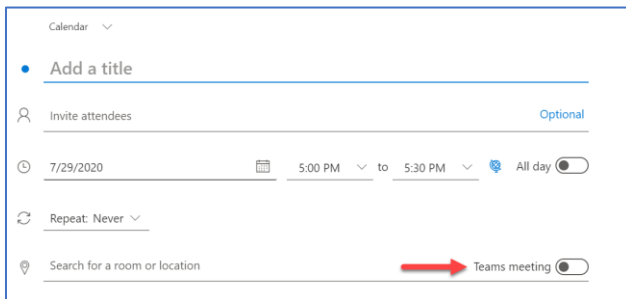 Calendar
Add a title
Invite attendees Optional
7/29/2020 5:00 PM to 5:30 PM All day
Repeat: Never
Search for a room or location Teams meeting